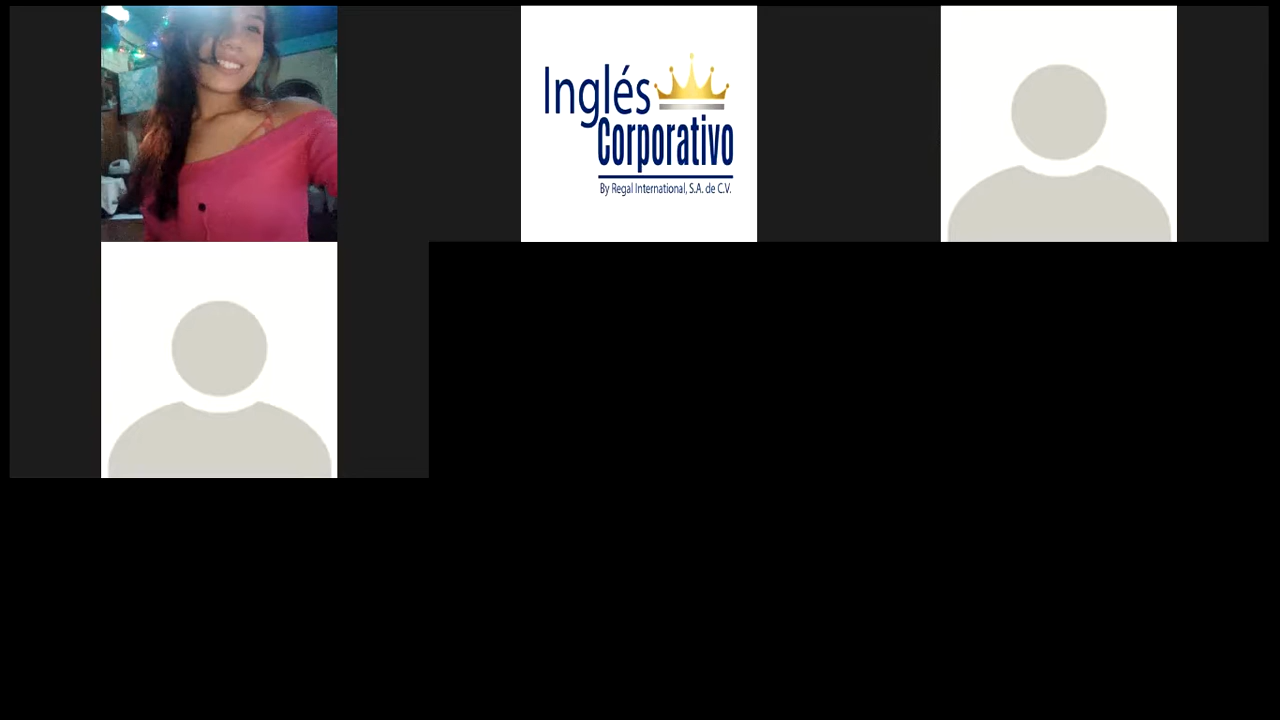 Inglés
Corporativo
By Regal International, S.A. de C.V.